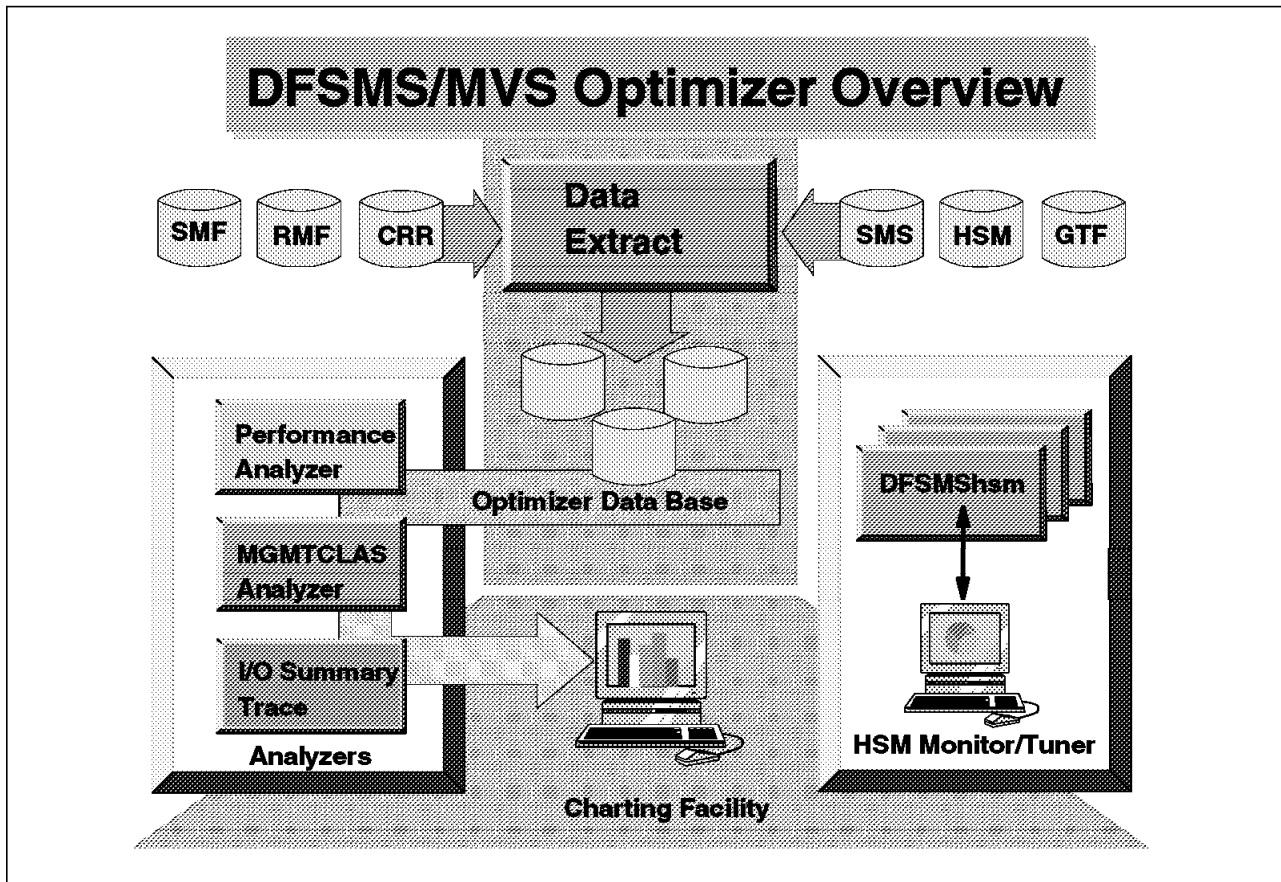 DFSMS/MVS Optimizer Overview
Data
Extract
SMF
RMF
CRR
SMS
HSM
GTF
Performance
Analyzer
Optimizer Data Base
MGMTCLAS
Analyzer
I/O Summary
Trace
Analyzers
DFSMShsm
HSM Monitor/Tuner
Charting Facility